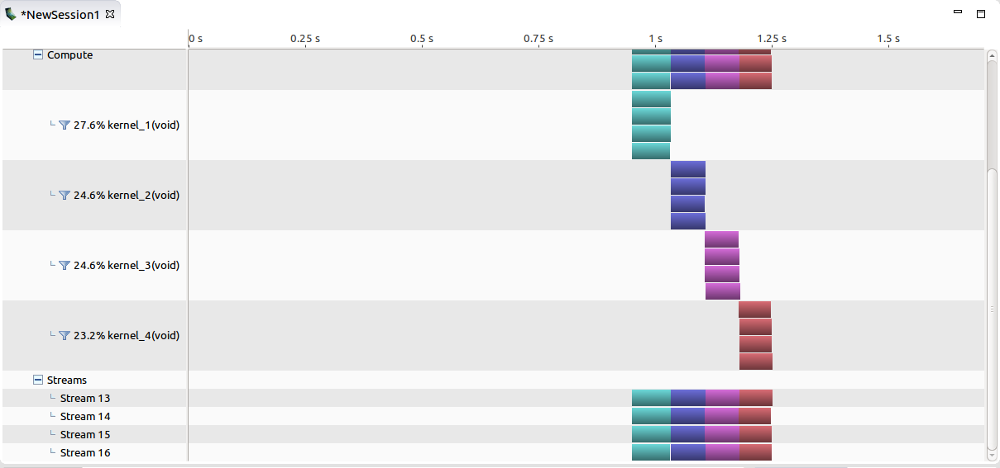 *NewSession1
0 s 0.25 s 0.5 s 0.75 s 1 s 1.25 s 1.5 s
Compute
27.6% kernel_1(void)
24.6% kernel_2(void)
24.6% kernel_3(void)
23.2% kernel_4(void)
Streams
Stream 13
Stream 14
Stream 15
Stream 16